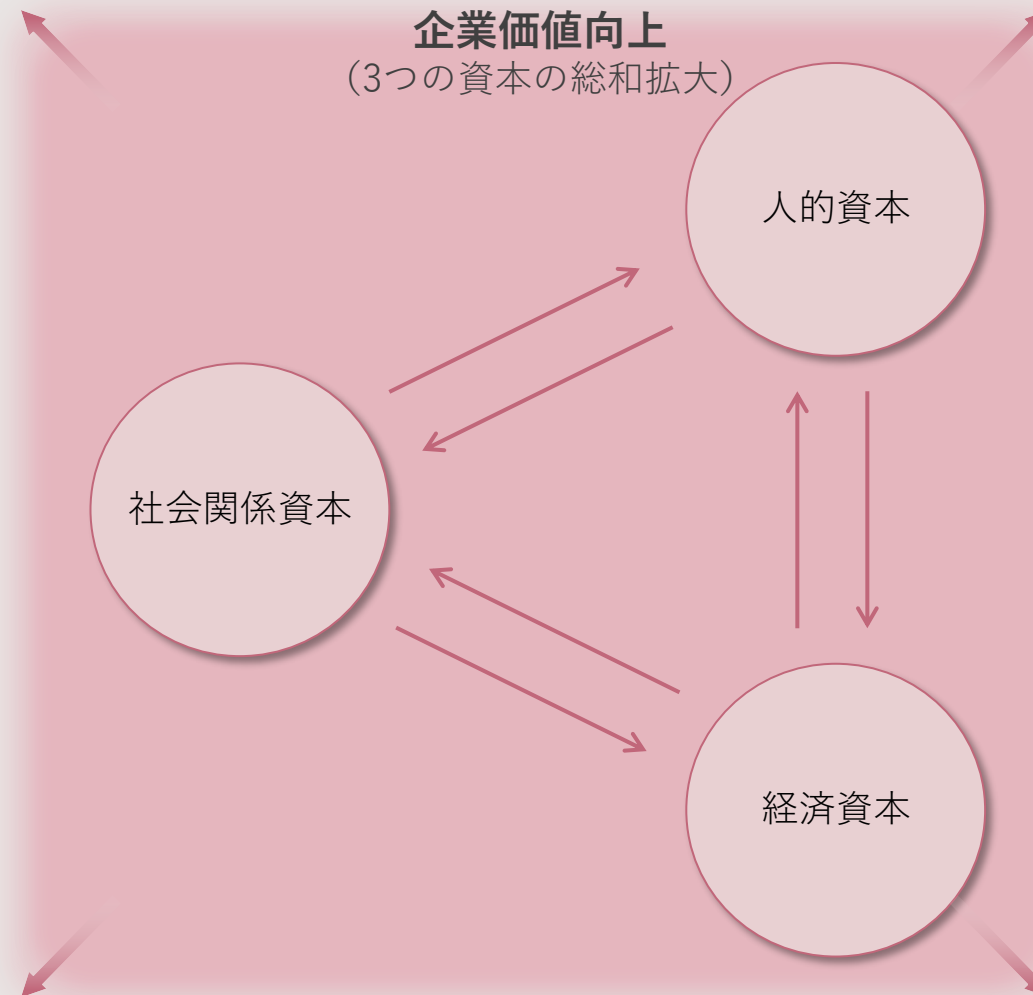 企業価値向上
（3つの資本の総和拡大）
人的資本
社会関係資本
経済資本